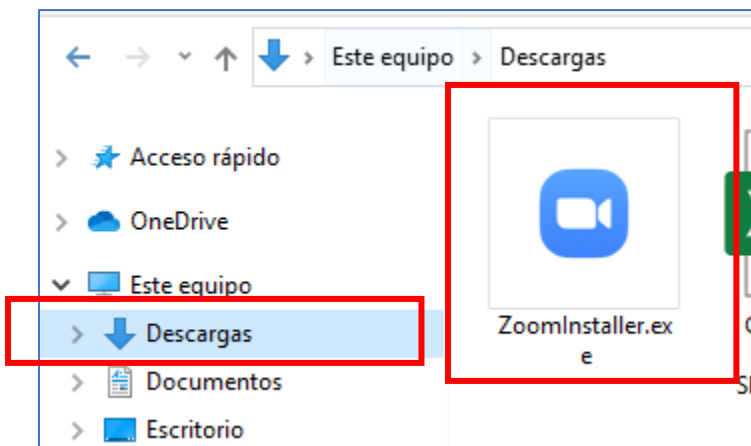 Este equipo > Descargas
Acceso rápido
OneDrive
Este equipo
Descargas
ZoomInstaller.ex
e
Documentos
Escritorio